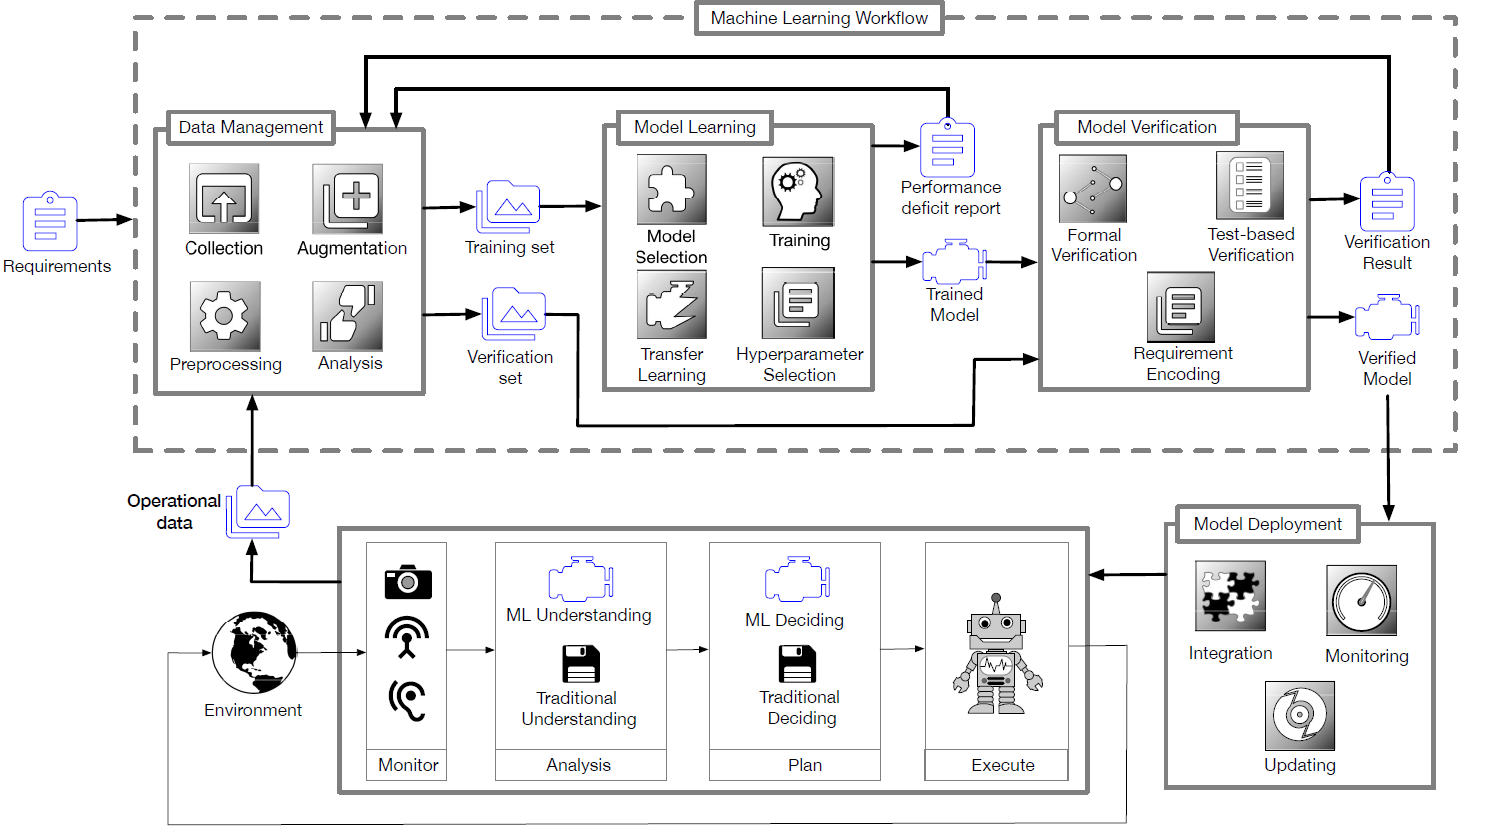 Machine Learning Workflow
Data Management
Collection
Augmentation
Preprocessing
Analysis
Requirements
Training set
Verification
set
Model Learning
Model
Selection
Training
Transfer
Learning
Hyperparameter
Selection
Performance
deficit report
Trained
Model
Model Verification
Formal
Verification
Test-based
Verification
Requirement
Encoding
Verification
Result
Verified
Model
Operational
data
Environment
Monitor
ML Understanding
Traditional
Understanding
Analysis
ML Deciding
Traditional
Deciding
Plan
Execute
Model Deployment
Integration
Monitoring
Updating